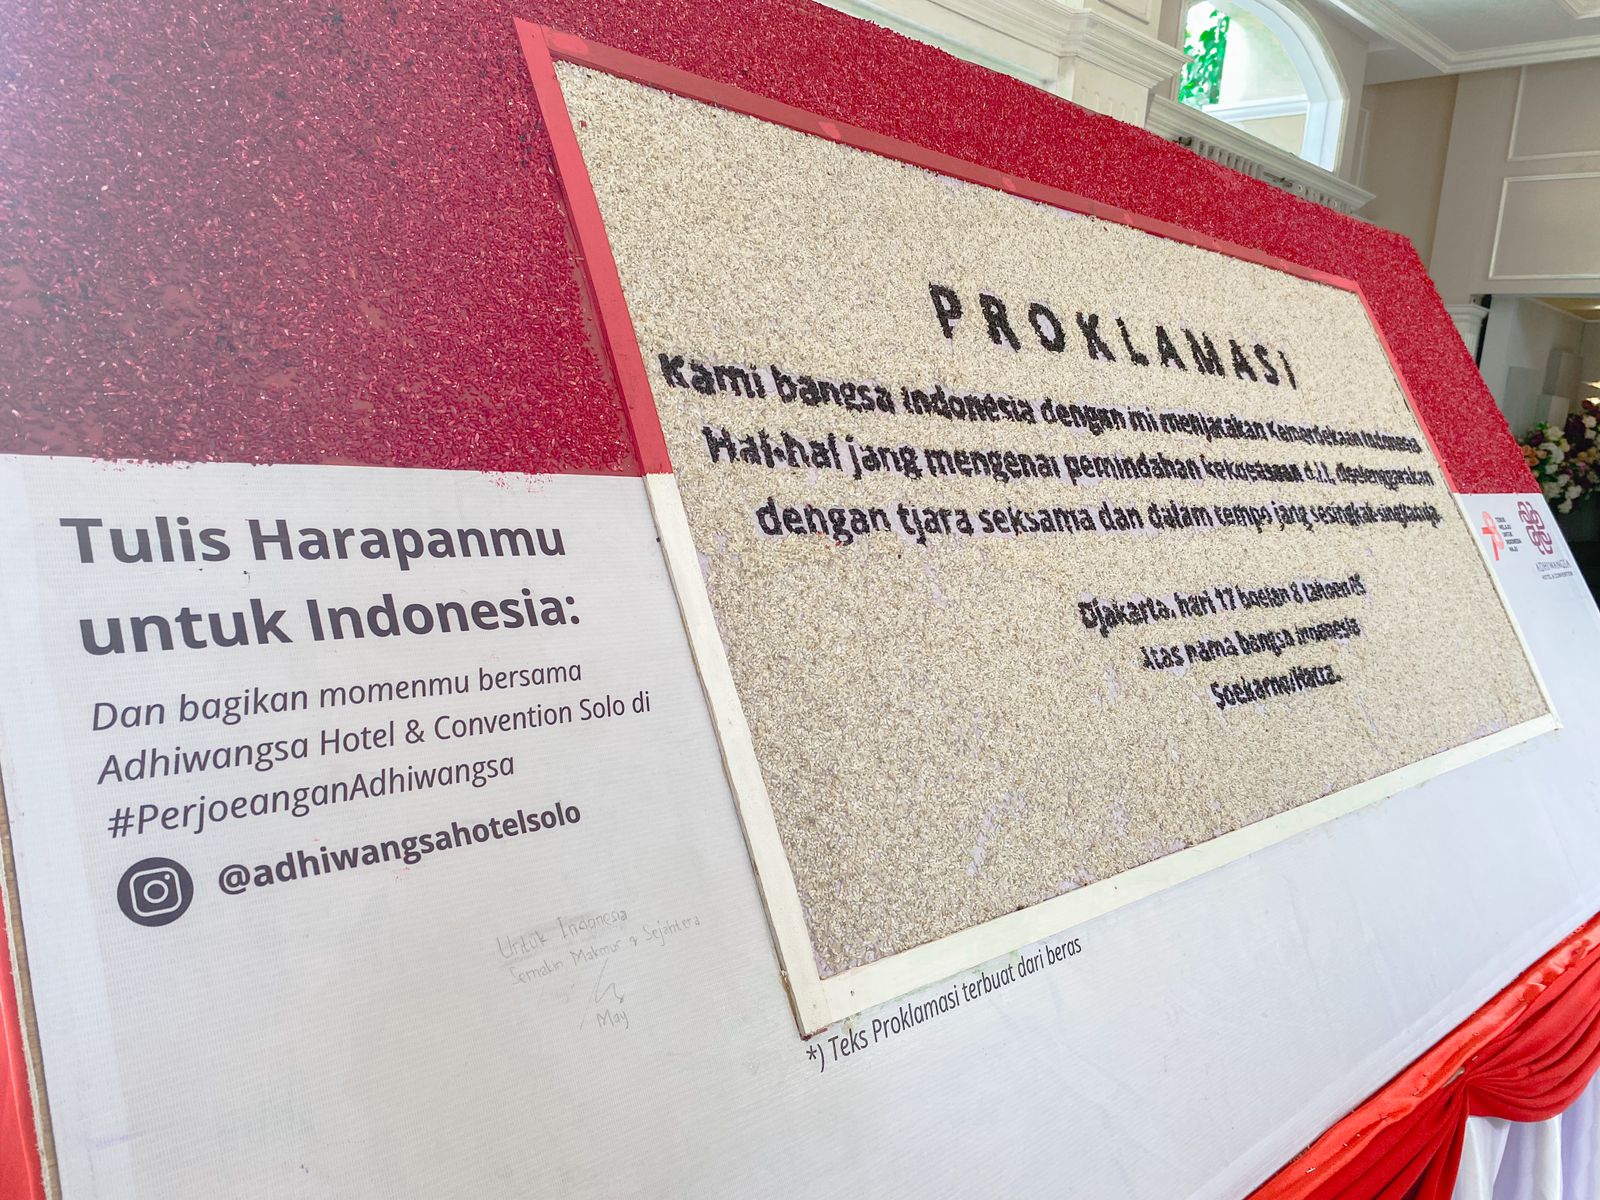 PROKLAMASI
Kami bangsa Indonesia dengan ini menjatakan Kemerdekaan Indonesia
Hal-hal jang mengenai pemindahan kekoeasaan d.l.l, diselenggarakan
dengan tjara seksama dan dalam tempo jang sesingkat-singkatnja
Djakarta, hari 17 boelan 8 tahoen 05
Atas nama bangsa Indonesia
Soekarno/Hatta.
Tulis Harapanmu
untuk Indonesia:
Dan bagikan momenmu bersama
Adhiwangsa Hotel & Convention Solo di
#PerjoeanganAdhiwangsa
@adhiwangsahotelsolo
Untuk Indonesia
Semakin Makmur & Sejahtera
May
*) Teks Proklamasi terbuat dari beras
ADHIWANGSA
HOTEL & CONVENTION